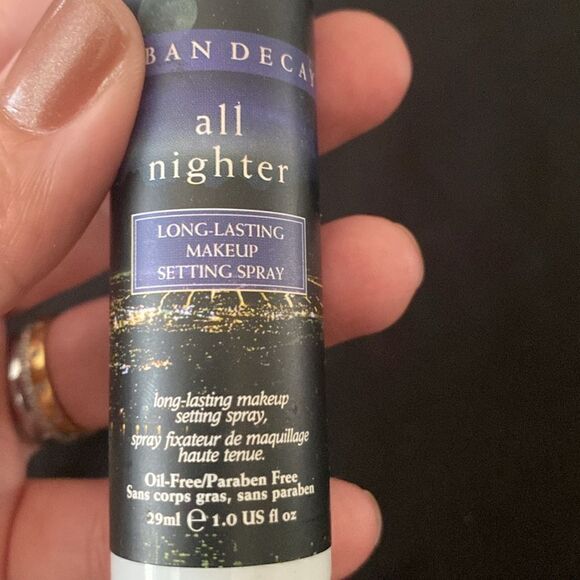 BAN DECAY
all
nighter
LONG-LASTING
MAKEUP
SETTING SPRAY
long-lasting makeup
setting spray,
spray fixateur de maquillage
haute tenue.
Oil-Free/Paraben Free
Sans corps gras, sans paraben
29ml e 1.0 US fl oz